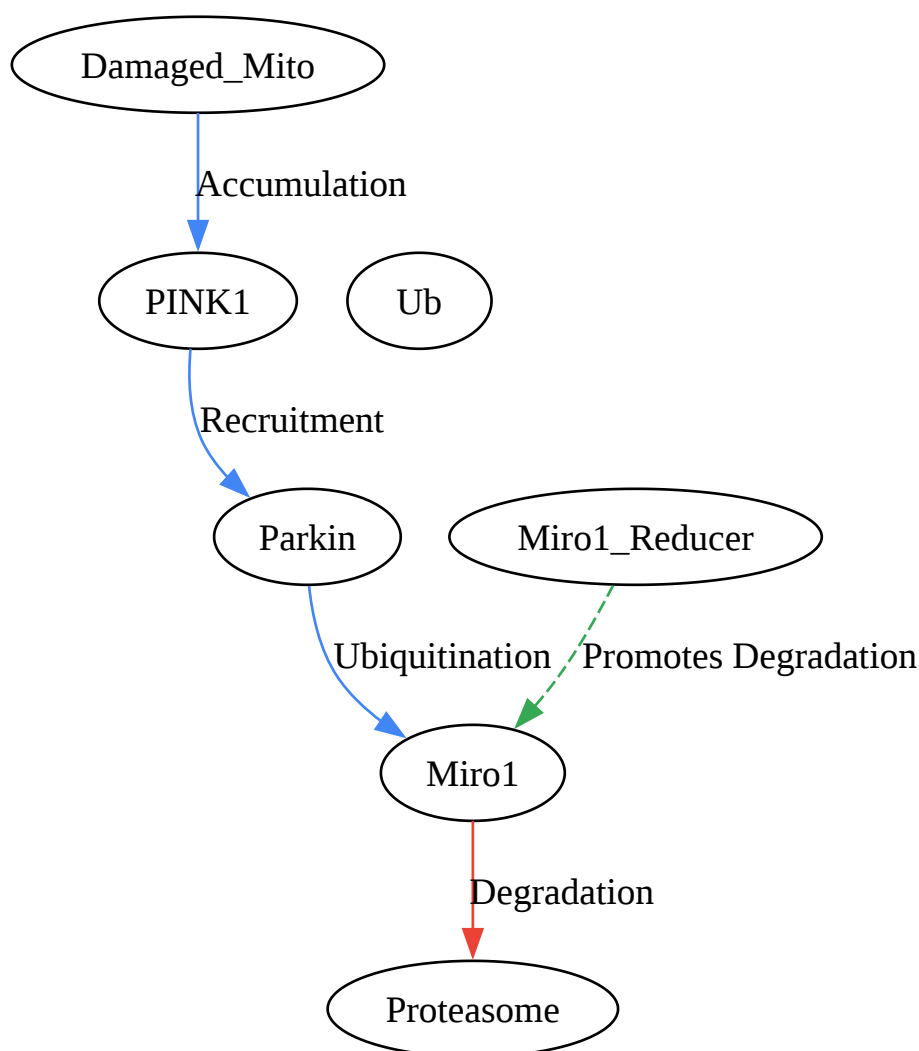 Damaged_Mito
Accumulation
PINK1
Ub
Recruitment
Parkin
Miro1_Reducer
Ubiquitination
Promotes Degradation
Miro1
Degradation
Proteasome